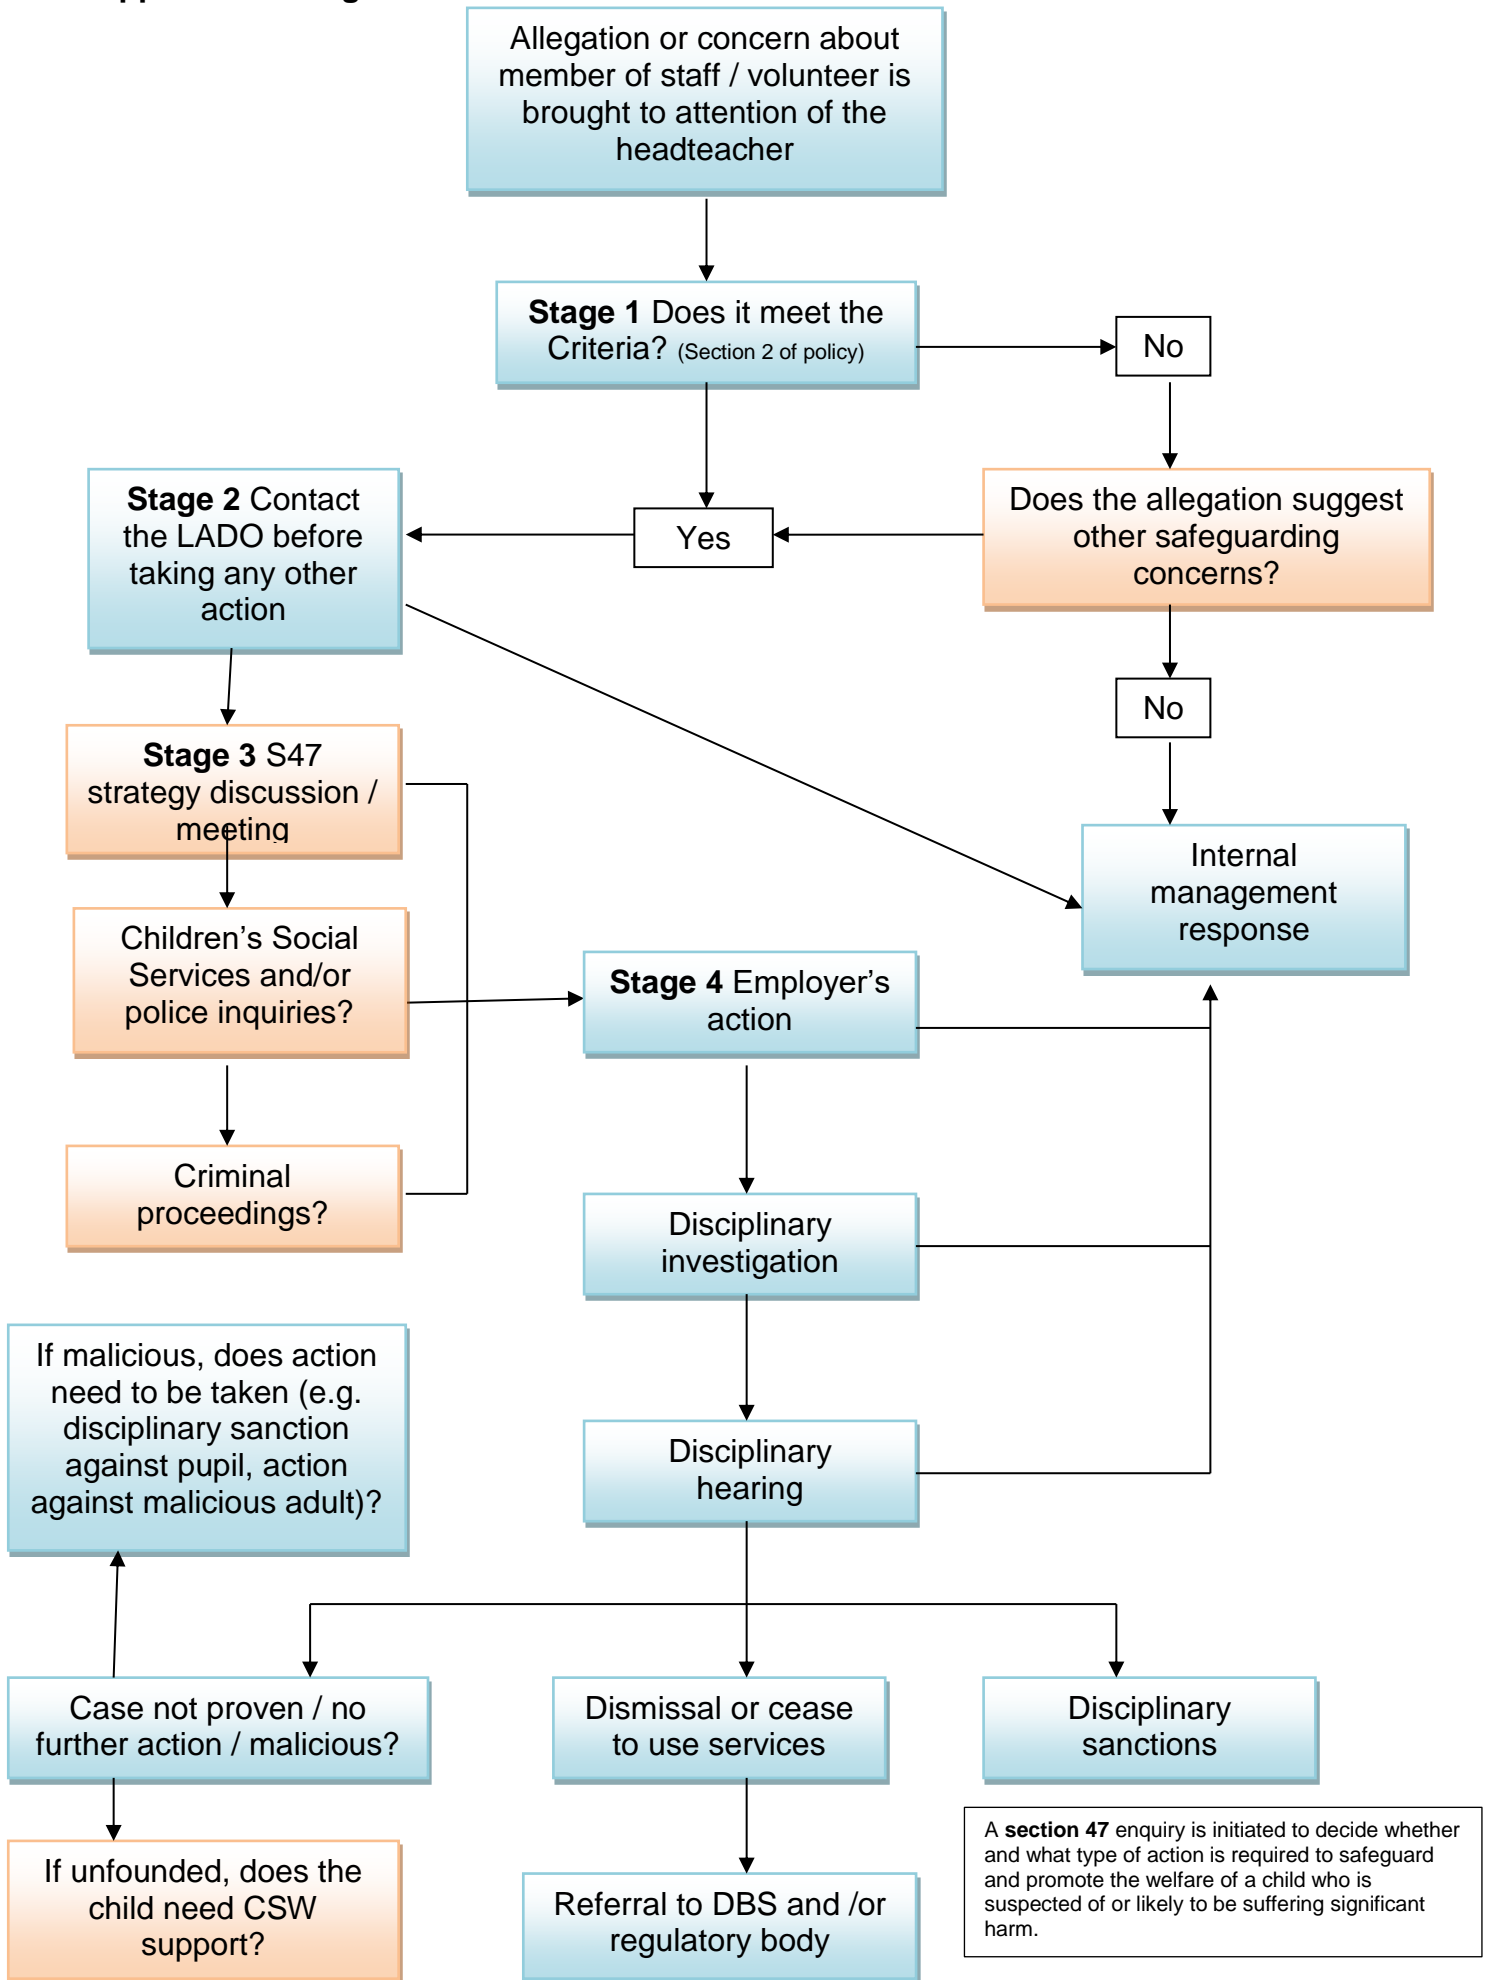 Allegation or concern about
member of staff / volunteer is
brought to attention of the
headteacher
Stage 1 Does it meet the
Criteria? (Section 2 of policy)
No
Stage 2 Contact
the LADO before
taking any other
action
Yes
Does the allegation suggest
other safeguarding
concerns?
No
Stage 3 S47
strategy discussion /
meeting
Internal
management
response
Children's Social
Services and/or
police inquiries?
Stage 4 Employer's
action
Criminal
proceedings?
Disciplinary
investigation
If malicious, does action
need to be taken (e.g.
disciplinary sanction
against pupil, action
against malicious adult)?
Disciplinary
hearing
Case not proven / no
further action / malicious?
Dismissal or cease
to use services
Disciplinary
sanctions
If unfounded, does the
child need CSW
support?
Referral to DBS and /or
regulatory body
A section 47 enquiry is initiated to decide whether
and what type of action is required to safeguard
and promote the welfare of a child who is
suspected of or likely to be suffering significant
harm.